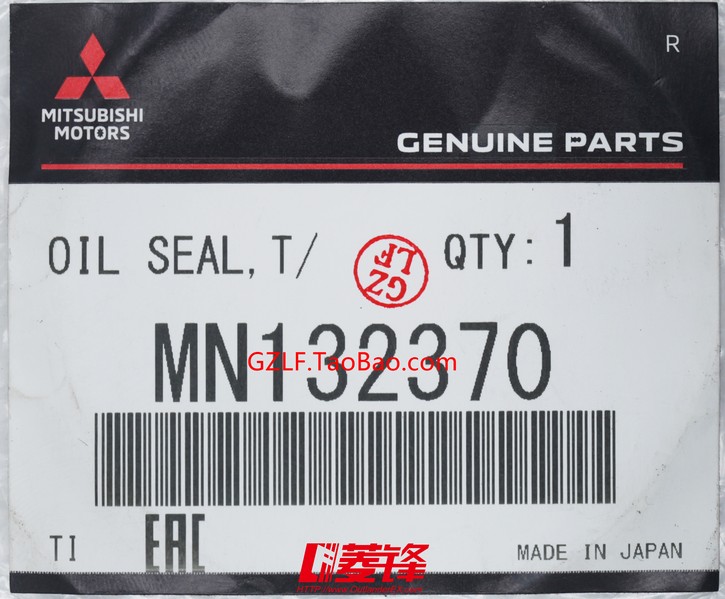 R
MITSUBISHI
MOTORS
GENUINE PARTS
OIL SEAL,T/
GZ
LF
QTY:1
MN132370
GZLF.TaoBao.com
TI
EAC
菱锋
MADE IN JAPAN